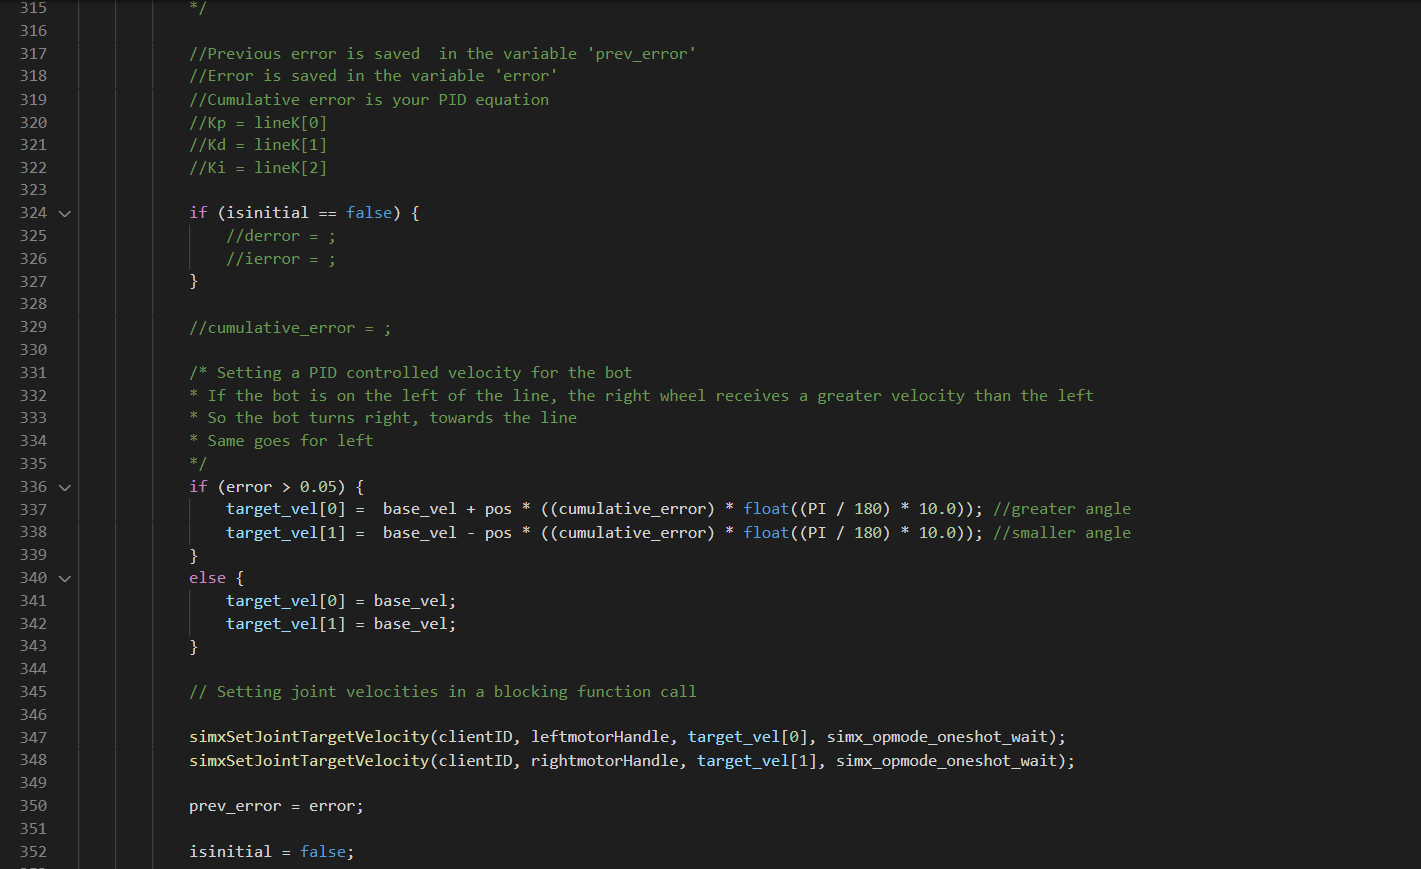 315 */
316
317 //Previous error is saved  in the variable 'prev_error'
318 //Error is saved in the variable 'error'
319 //Cumulative error is your PID equation
320 //Kp = lineK[0]
321 //Kd = lineK[1]
322 //Ki = lineK[2]
323
324 if (isinitial == false) {
325 //derror = ;
326 //ierror = ;
327 }
328
329 //cumulative_error = ;
330
331 /* Setting a PID controlled velocity for the bot
332 * If the bot is on the left of the line, the right wheel receives a greater velocity than the left
333 * So the bot turns right, towards the line
334 * Same goes for left
335 */
336 if (error > 0.05) {
337 target_vel[0] =  base_vel + pos * ((cumulative_error) * float((PI / 180) * 10.0)); //greater angle
338 target_vel[1] =  base_vel - pos * ((cumulative_error) * float((PI / 180) * 10.0)); //smaller angle
339 }
340 else {
341 target_vel[0] = base_vel;
342 target_vel[1] = base_vel;
343 }
344
345 // Setting joint velocities in a blocking function call
346
347 simxSetJointTargetVelocity(clientID, leftmotorHandle, target_vel[0], simx_opmode_oneshot_wait);
348 simxSetJointTargetVelocity(clientID, rightmotorHandle, target_vel[1], simx_opmode_oneshot_wait);
349
350 prev_error = error;
351
352 isinitial = false;